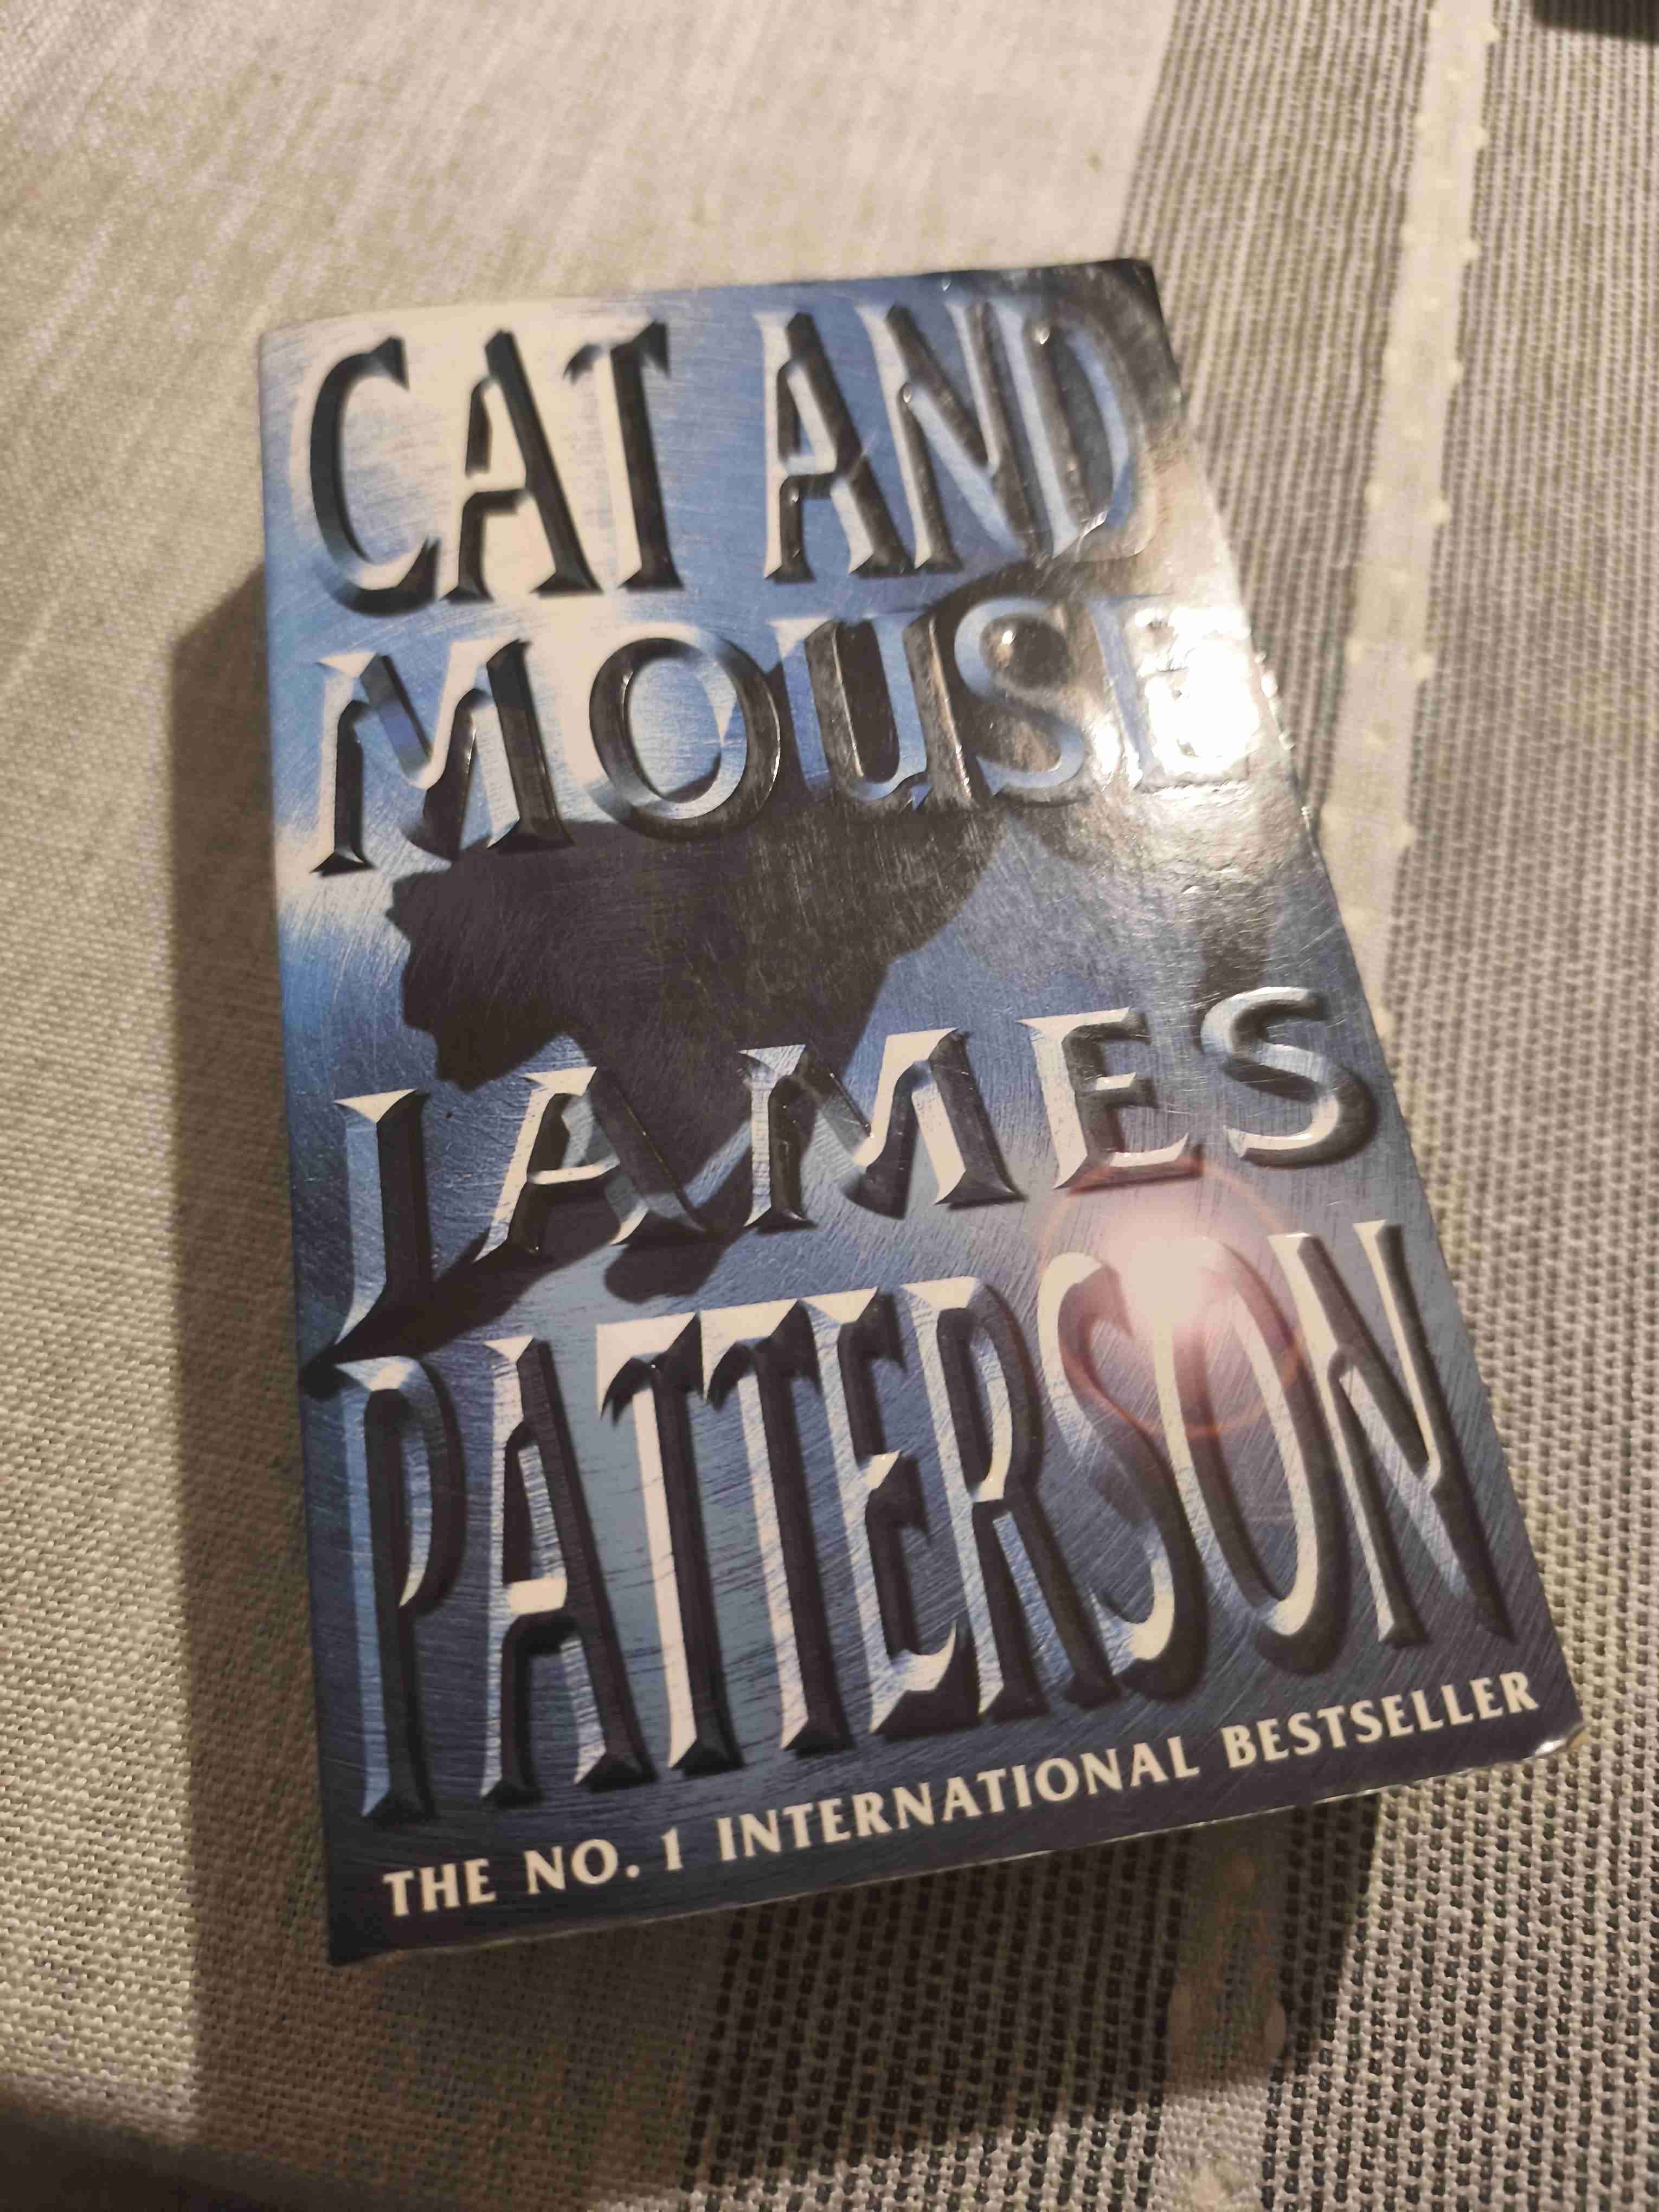 CAT AND
MOUSE
JAMES
PATTERSON
THE NO. 1 INTERNATIONAL BESTSELLER